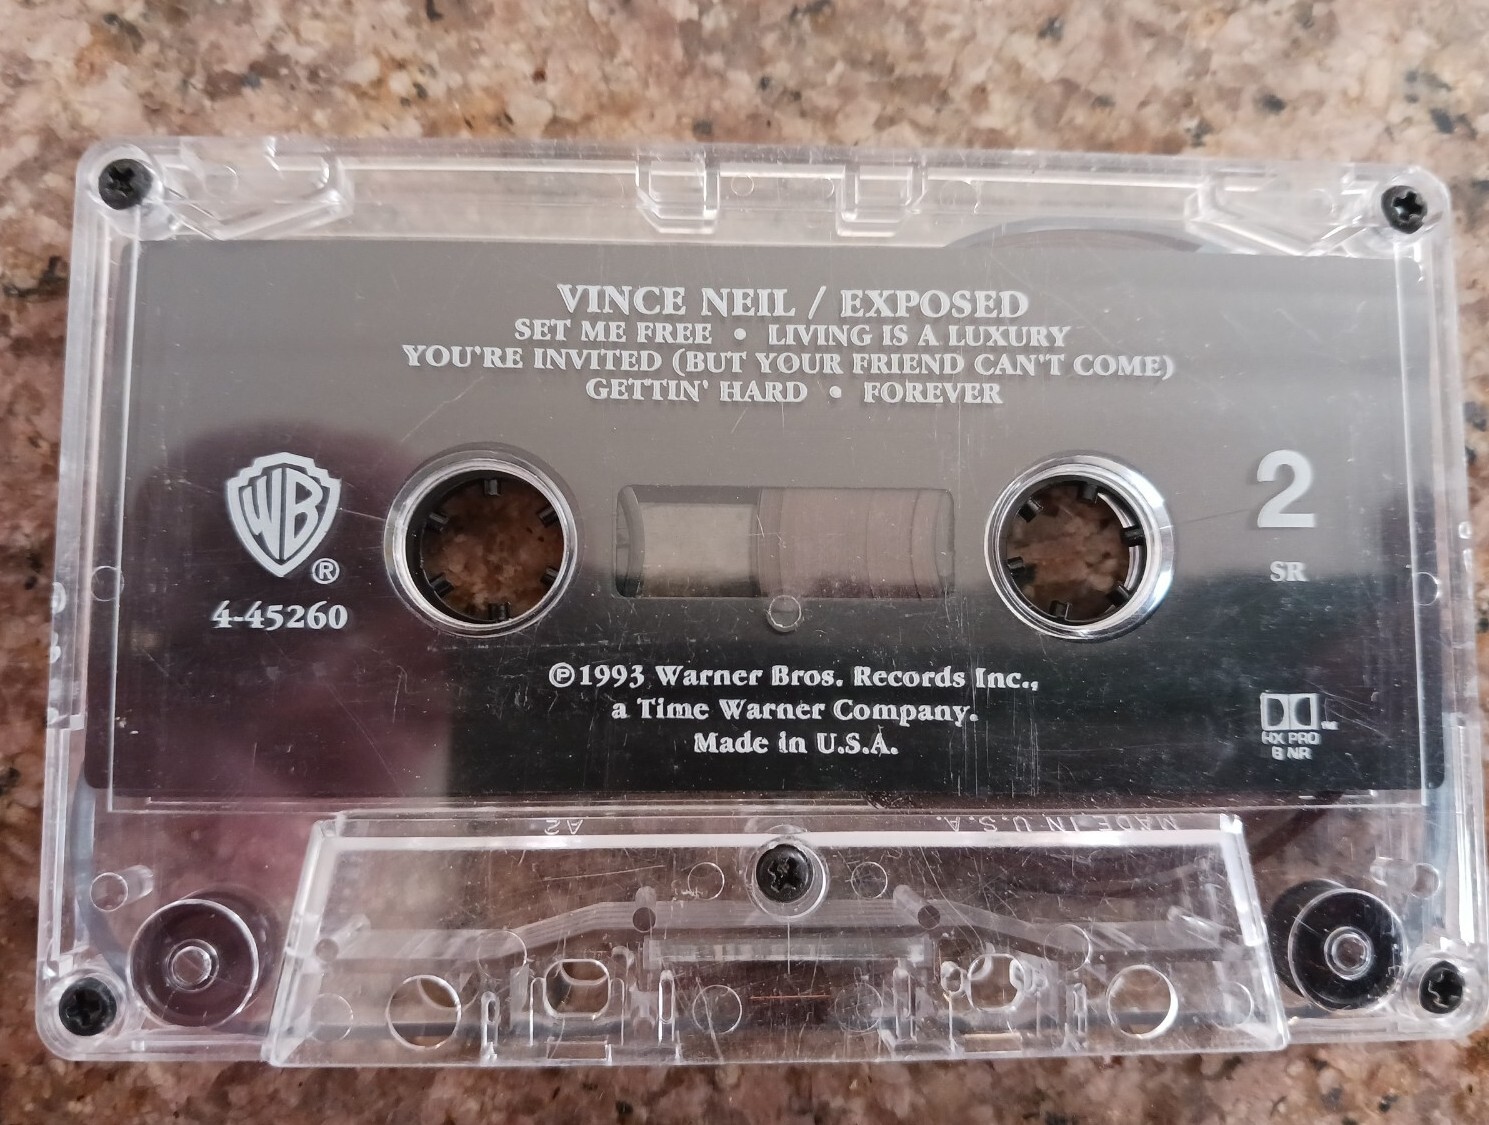 VINCE NEIL / EXPOSED
SET ME FREE • LIVING IS A LUXURY
YOU'RE INVITED (BUT YOUR FRIEND CAN'T COME)
GETTIN' HARD • FOREVER
WB
®
4-45260
2
SR
℗1993 Warner Bros. Records Inc.,
a Time Warner Company.
Made in U.S.A.
HX PRO
B NR
A2
MADE IN U.S.A.